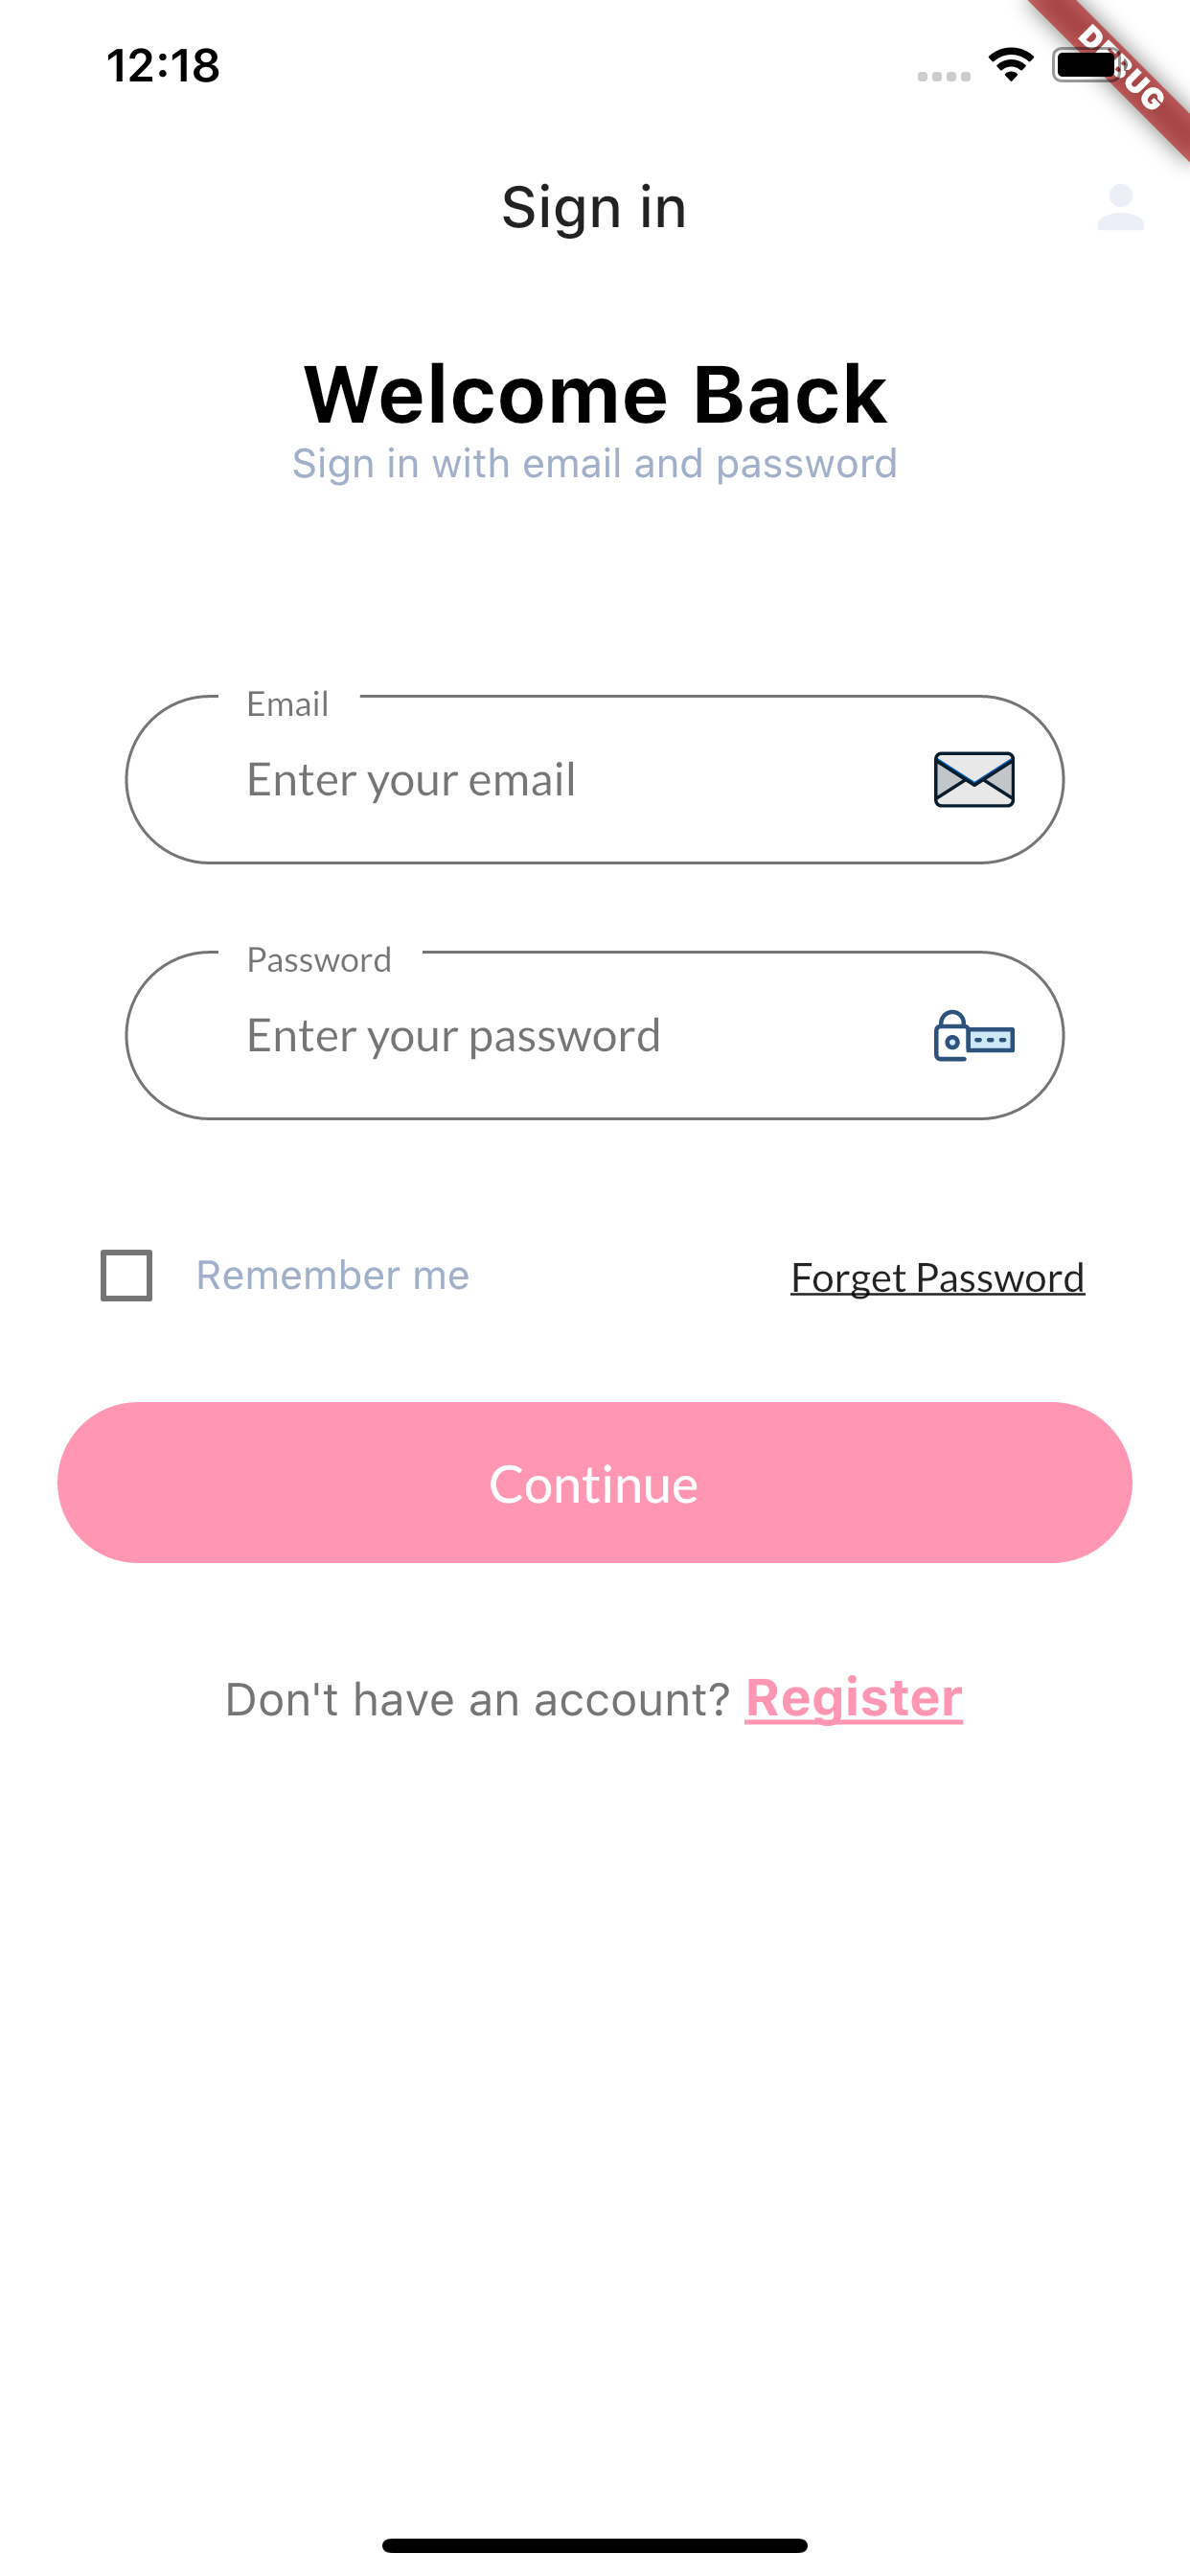 12:18
DEBUG
Sign in
Welcome Back
Sign in with email and password
Email
Enter your email
Password
Enter your password
Remember me
Forget Password
Continue
Don't have an account? Register